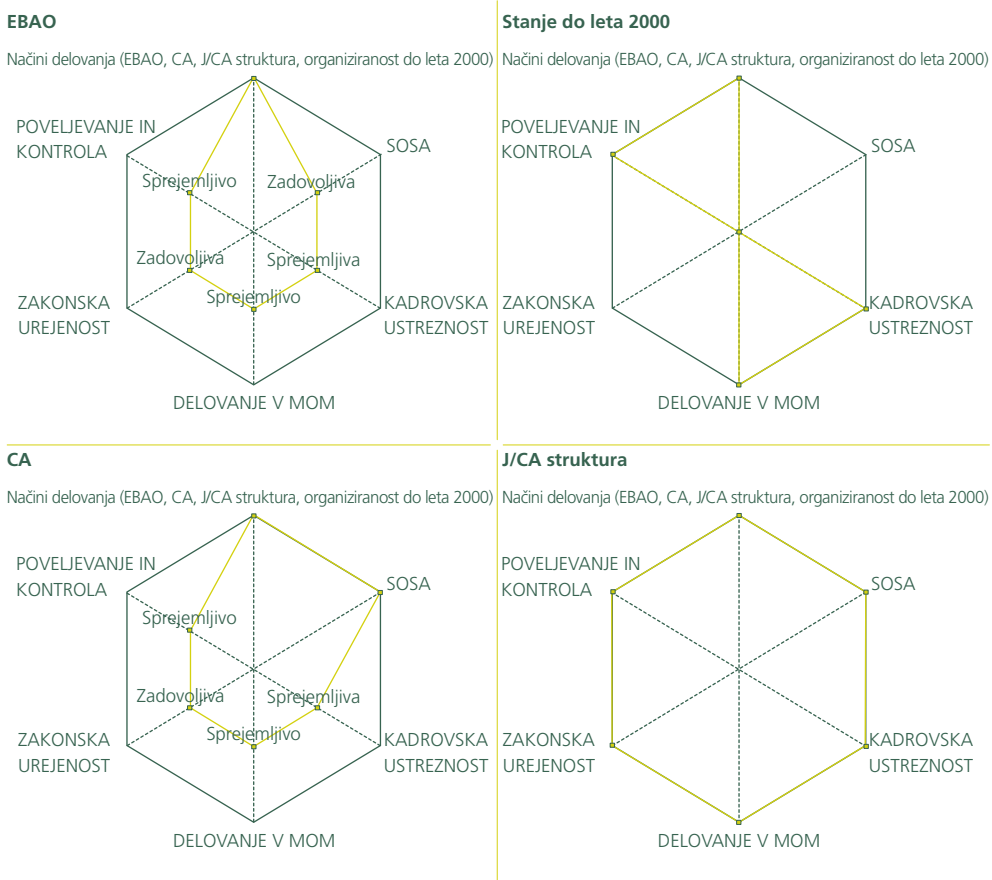 EBAO
Načini delovanja (EBAO, CA, J/CA struktura, organiziranost do leta 2000)
POVELJEVANJE IN
KONTROLA
SOSA
Sprejemljivo
Zadovoljiva
Zadovoljiva
Sprejemljiva
Sprejemljivo
ZAKONSKA
UREJENOST
KADROVSKA
USTREZNOST
DELOVANJE V MOM
Stanje do leta 2000
Načini delovanja (EBAO, CA, J/CA struktura, organiziranost do leta 2000)
POVELJEVANJE IN
KONTROLA
SOSA
ZAKONSKA
UREJENOST
KADROVSKA
USTREZNOST
DELOVANJE V MOM
CA
Načini delovanja (EBAO, CA, J/CA struktura, organiziranost do leta 2000)
POVELJEVANJE IN
KONTROLA
SOSA
Sprejemljivo
Zadovoljiva
Sprejemljiva
Sprejemljivo
ZAKONSKA
UREJENOST
KADROVSKA
USTREZNOST
DELOVANJE V MOM
J/CA struktura
Načini delovanja (EBAO, CA, J/CA struktura, organiziranost do leta 2000)
POVELJEVANJE IN
KONTROLA
SOSA
ZAKONSKA
UREJENOST
KADROVSKA
USTREZNOST
DELOVANJE V MOM